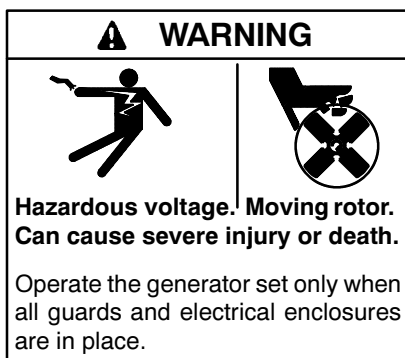 WARNING
Hazardous voltage. Moving rotor.
Can cause severe injury or death.
Operate the generator set only when
all guards and electrical enclosures
are in place.